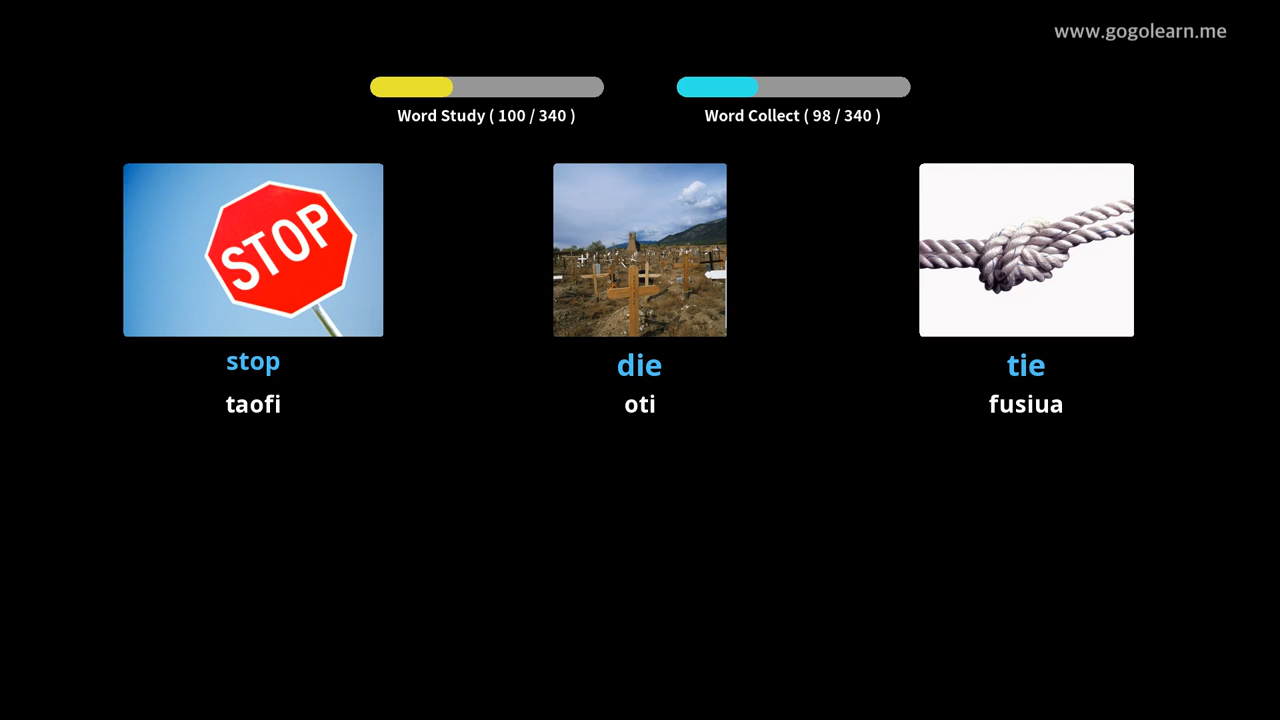 www.gogolearn.me
Word Study ( 100 / 340 )
Word Collect ( 98 / 340 )
STOP
stop
die
tie
taofi
oti
fusiua